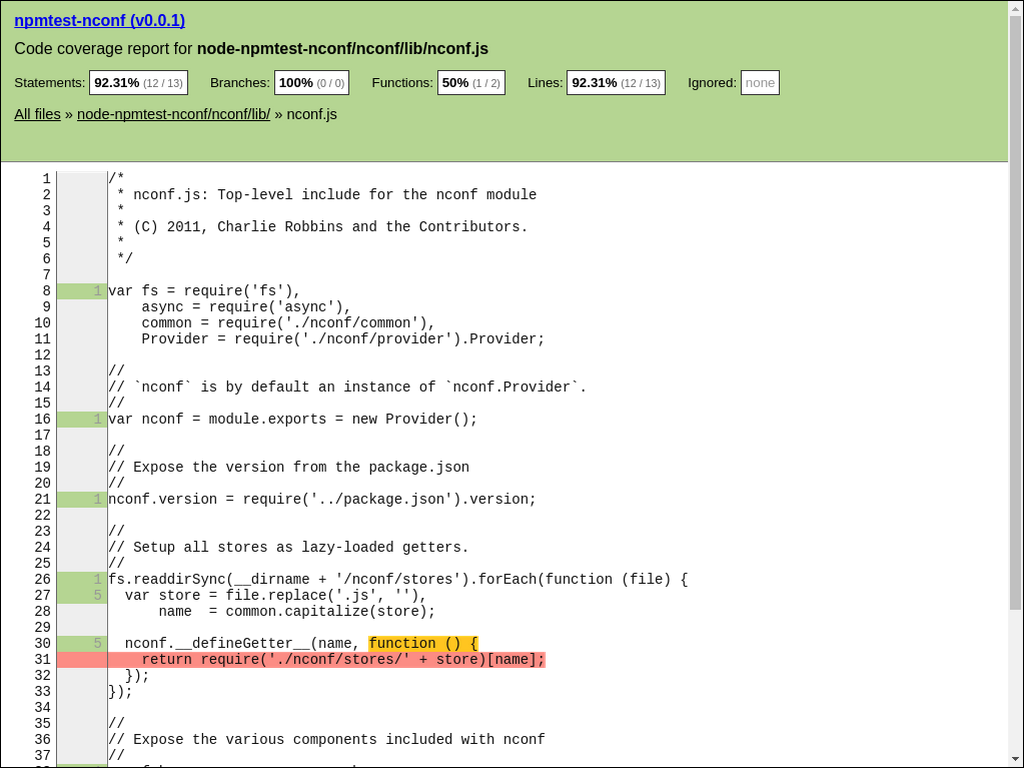 npmtest-nconf (v0.0.1)
Code coverage report for node-npmtest-nconf/nconf/lib/nconf.js
Statements: 92.31% (12 / 13) Branches: 100% (0 / 0) Functions: 50% (1 / 2) Lines: 92.31% (12 / 13) Ignored: none
All files » node-npmtest-nconf/nconf/lib/ » nconf.js
1 /*
2  * nconf.js: Top-level include for the nconf module
3  *
4  * (C) 2011, Charlie Robbins and the Contributors.
5  *
6  */
7
8 1 var fs = require('fs'),
9     async = require('async'),
10     common = require('./nconf/common'),
11     Provider = require('./nconf/provider').Provider;
12
13 //
14 // `nconf` is by default an instance of `nconf.Provider`.
15 //
16 1 var nconf = module.exports = new Provider();
17
18 //
19 // Expose the version from the package.json
20 //
21 1 nconf.version = require('../package.json').version;
22
23 //
24 // Setup all stores as lazy-loaded getters.
25 //
26 1 fs.readdirSync(__dirname + '/nconf/stores').forEach(function (file) {
27 5   var store = file.replace('.js', ''),
28       name  = common.capitalize(store);
29
30 5   nconf.__defineGetter__(name, function () {
31     return require('./nconf/stores/' + store)[name];
32   });
33 });
34
35 //
36 // Expose the various components included with nconf
37 //